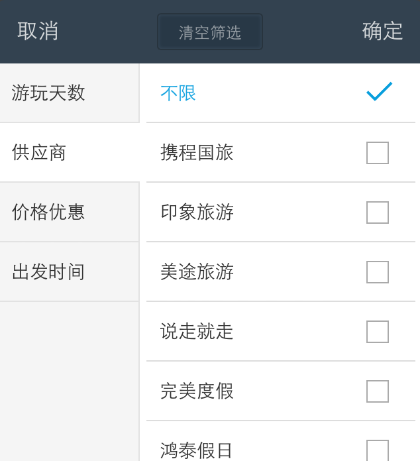 取消 清空筛选 确定
游玩天数 不限
供应商 携程国旅
价格优惠 印象旅游
出发时间 美途旅游
说走就走
完美度假
鸿泰假日